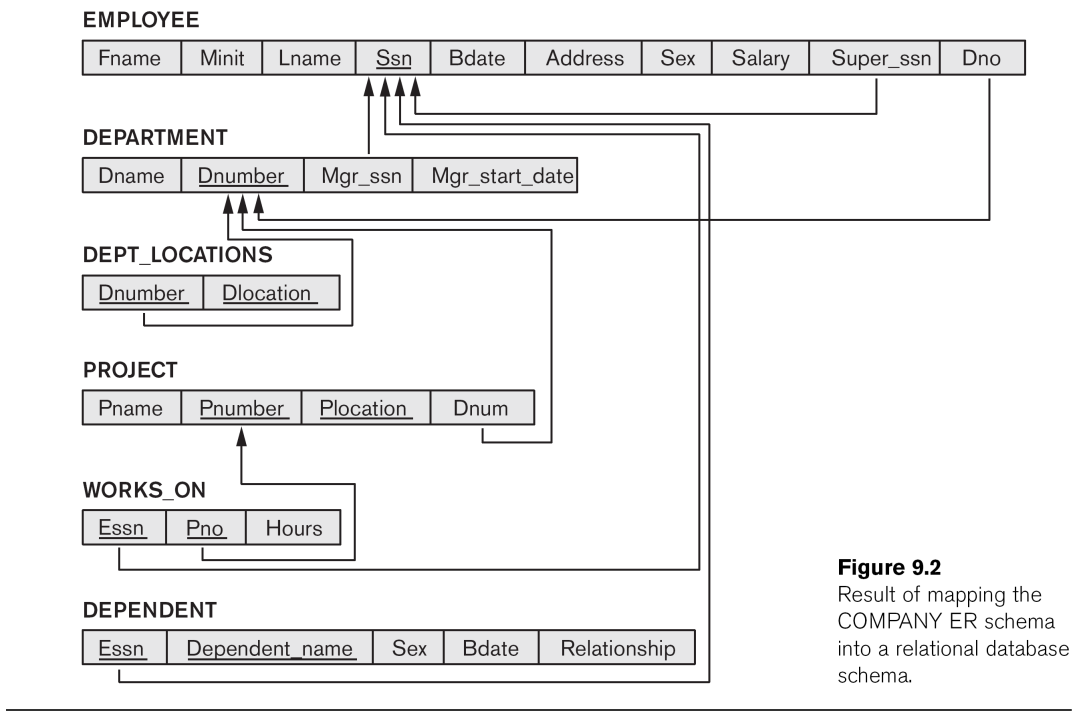 EMPLOYEE
Fname Minit Lname Ssn Bdate Address Sex Salary Super_ssn Dno
DEPARTMENT
Dname Dnumber Mgr_ssn Mgr_start_date
DEPT_LOCATIONS
Dnumber Dlocation
PROJECT
Pname Pnumber Plocation Dnum
WORKS_ON
Essn Pno Hours
DEPENDENT
Essn Dependent_name Sex Bdate Relationship
Figure 9.2
Result of mapping the
COMPANY ER schema
into a relational database
schema.